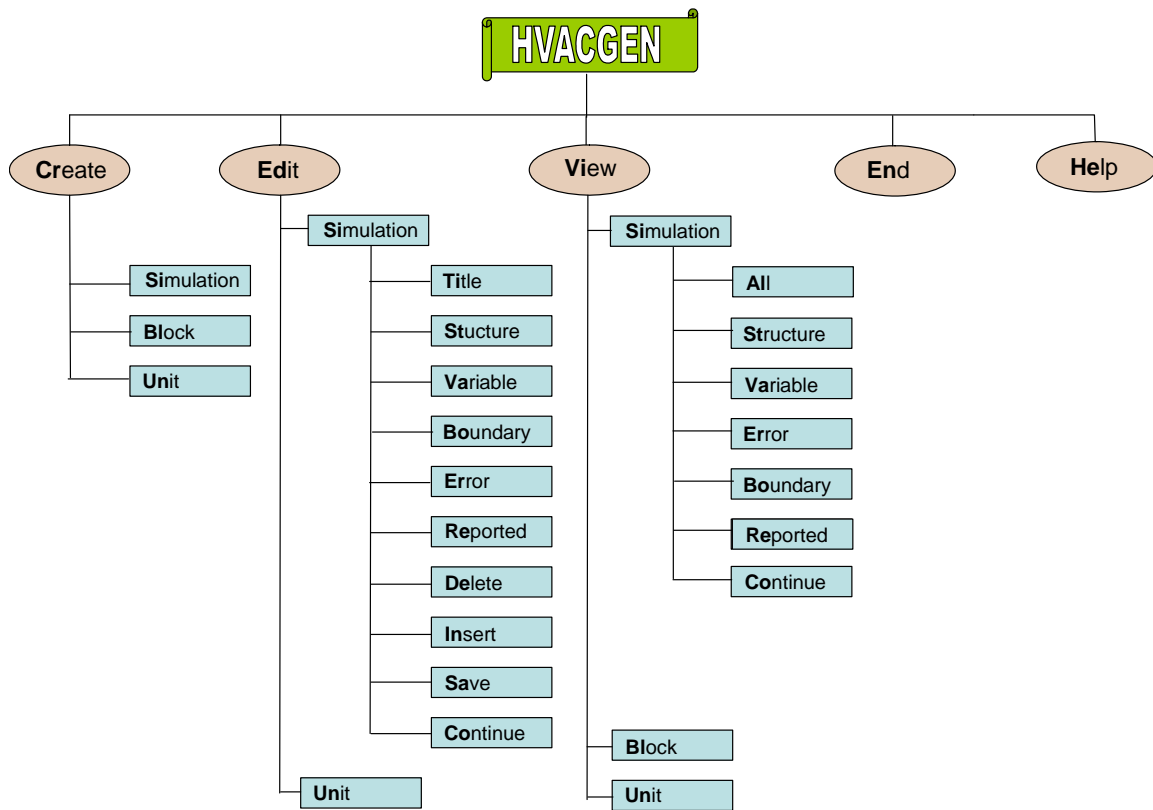 HVACGEN
Create
Edit
View
End
Help
Simulation
Block
Unit
Simulation
Title
Stucture
Variable
Boundary
Error
Reported
Delete
Insert
Save
Continue
Unit
Simulation
All
Structure
Variable
Error
Boundary
Reported
Continue
Block
Unit